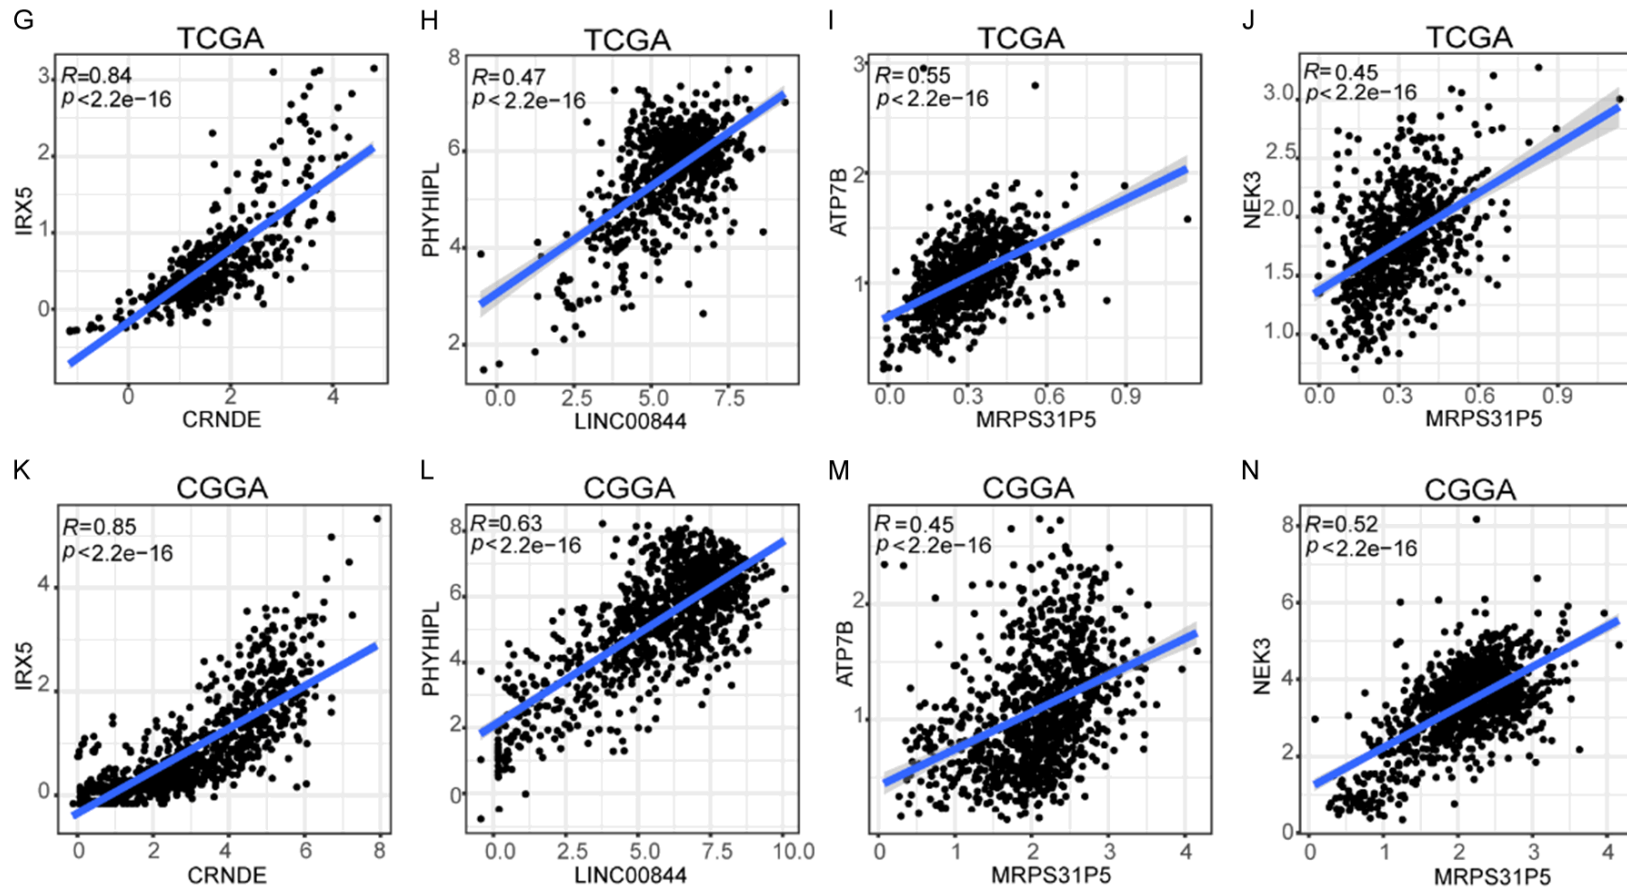 G
TCGA
R=0.84
p<2.2e−16
IRX5
3
2
1
0
0 2 4
CRNDE
H
TCGA
R=0.47
p<2.2e−16
PHYHIPL
8
6
4
2
0.0 2.5 5.0 7.5
LINC00844
I
TCGA
R=0.55
p<2.2e−16
ATP7B
3
2
1
0.0 0.3 0.6 0.9
MRPS31P5
J
TCGA
R=0.45
p<2.2e−16
NEK3
3.0
2.5
2.0
1.5
1.0
0.0 0.3 0.6 0.9
MRPS31P5
K
CGGA
R=0.85
p<2.2e−16
IRX5
4
2
0
0 2 4 6 8
CRNDE
L
CGGA
R=0.63
p<2.2e−16
PHYHIPL
8
6
4
2
0
0.0 2.5 5.0 7.5 10.0
LINC00844
M
CGGA
R=0.45
p<2.2e−16
ATP7B
2
1
0 1 2 3 4
MRPS31P5
N
CGGA
R=0.52
p<2.2e−16
NEK3
8
6
4
2
0
0 1 2 3 4
MRPS31P5